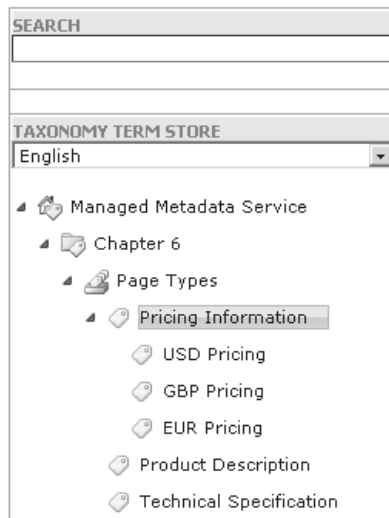 SEARCH
TAXONOMY TERM STORE
English
Managed Metadata Service
Chapter 6
Page Types
Pricing Information
USD Pricing
GBP Pricing
EUR Pricing
Product Description
Technical Specification